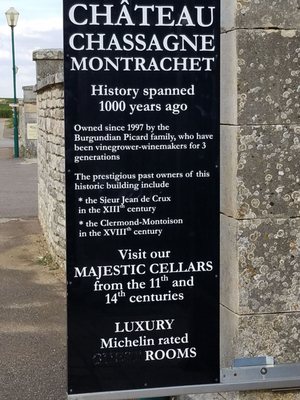 CHÂTEAU
CHASSAGNE
MONTRACHET
History spanned
1000 years ago
Owned since 1997 by the
Burgundian Picard family, who have
been vinegrower-winemakers for 3
generations
The prestigious past owners of this
historic building include
* the Sieur Jean de Crux
in the XIIIth century
* the Clermond-Montoison
in the XVIIIth century
Visit our
MAJESTIC CELLARS
from the 11th and
14th centuries
LUXURY
Michelin rated
ROOMS